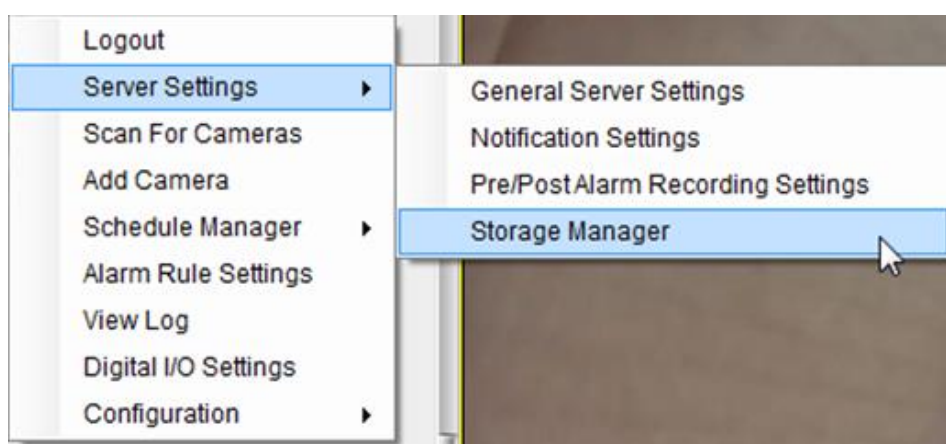 Logout
Server Settings
Scan For Cameras
Add Camera
Schedule Manager
Alarm Rule Settings
View Log
Digital I/O Settings
Configuration
General Server Settings
Notification Settings
Pre/Post Alarm Recording Settings
Storage Manager